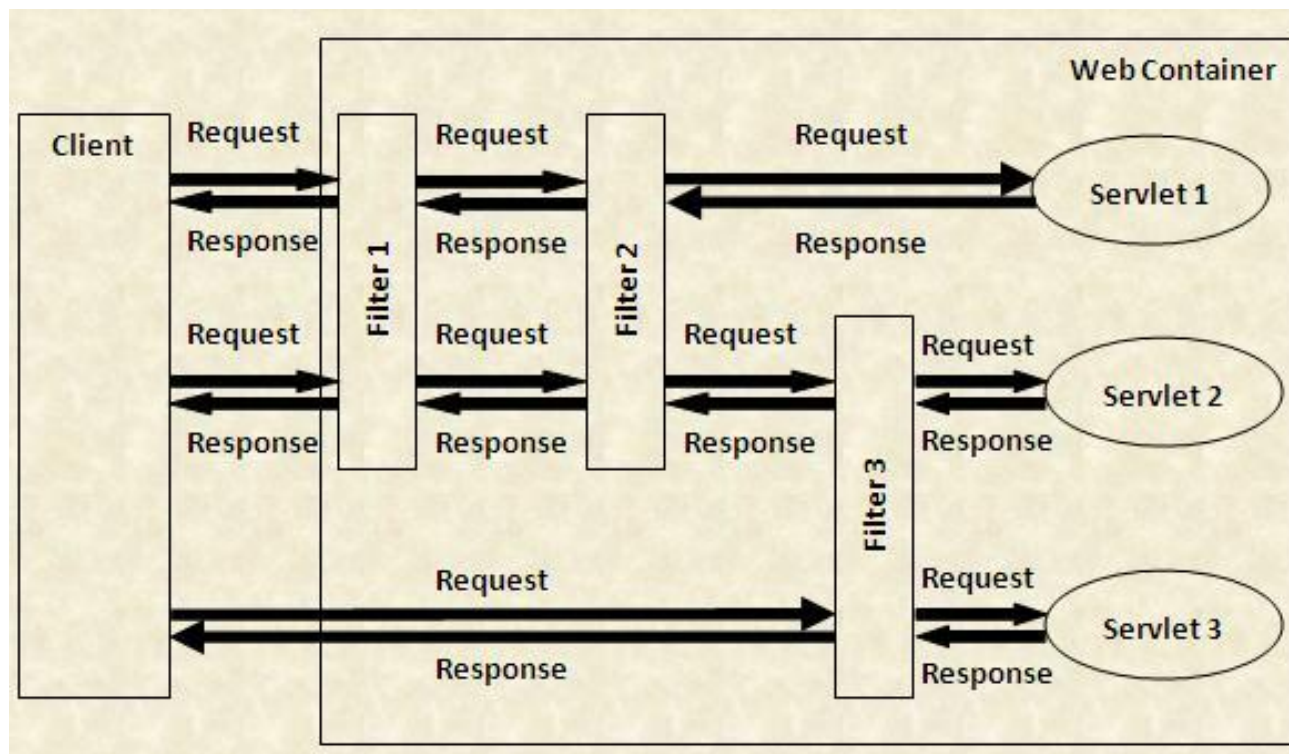 Web Container
Client
Request
Request
Request
Servlet 1
Response
Response
Response
Filter 1
Filter 2
Request
Request
Request
Request
Servlet 2
Response
Response
Response
Response
Filter 3
Request
Request
Servlet 3
Response
Response